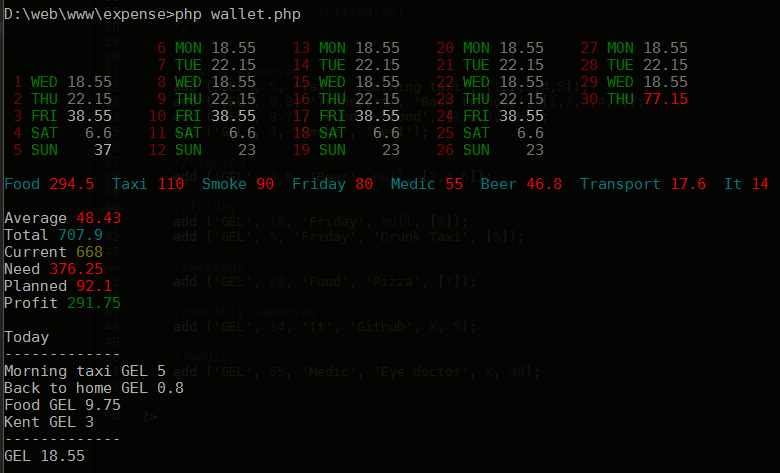 D:\web\www\expense>php wallet.php
6 MON 18.55 13 MON 18.55 20 MON 18.55 27 MON 18.55
7 TUE 22.15 14 TUE 22.15 21 TUE 22.15 28 TUE 22.15
1 WED 18.55 8 WED 18.55 15 WED 18.55 22 WED 18.55 29 WED 18.55
2 THU 22.15 9 THU 22.15 16 THU 22.15 23 THU 22.15 30 THU 77.15
3 FRI 38.55 10 FRI 38.55 17 FRI 38.55 24 FRI 38.55
4 SAT 6.6 11 SAT 6.6 18 SAT 6.6 25 SAT 6.6
5 SUN 37 12 SUN 23 19 SUN 23 26 SUN 23
Food 294.5 Taxi 110 Smoke 90 Friday 80 Medic 55 Beer 46.8 Transport 17.6 It 14
//friday
Average 48.43 add ('GEL', 15, 'Friday', null, [5]);
Total 707.9 add ('GEL', 5, 'Friday', 'Drunk Taxi', [5]);
Current 668
Need 376.25 //weekend
Planned 92.1 add ('GEL', 20, 'Food', 'Pizza', [7]);
Profit 291.75
//monthly expenses
add ('GEL', 14, 'It', 'Github', X, 5);
Today
-------------
//medic
Morning taxi GEL 5 add ('GEL', 55, 'Medic', 'Eye doctor', X, 30);
Back to home GEL 0.8
Food GEL 9.75
Kent GEL 3 ?>
-------------
GEL 18.55